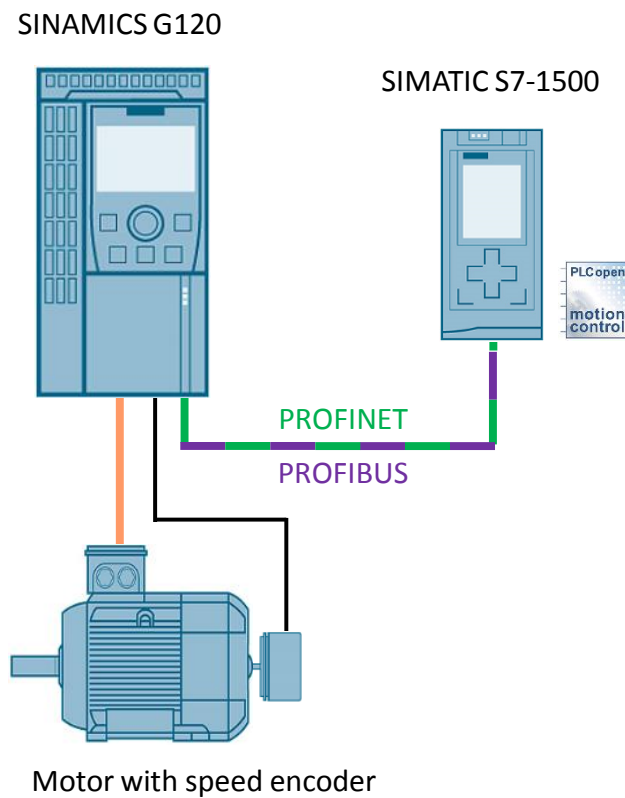 SINAMICS G120
SIMATIC S7-1500
PLCopen
motion
control
PROFINET
PROFIBUS
Motor with speed encoder